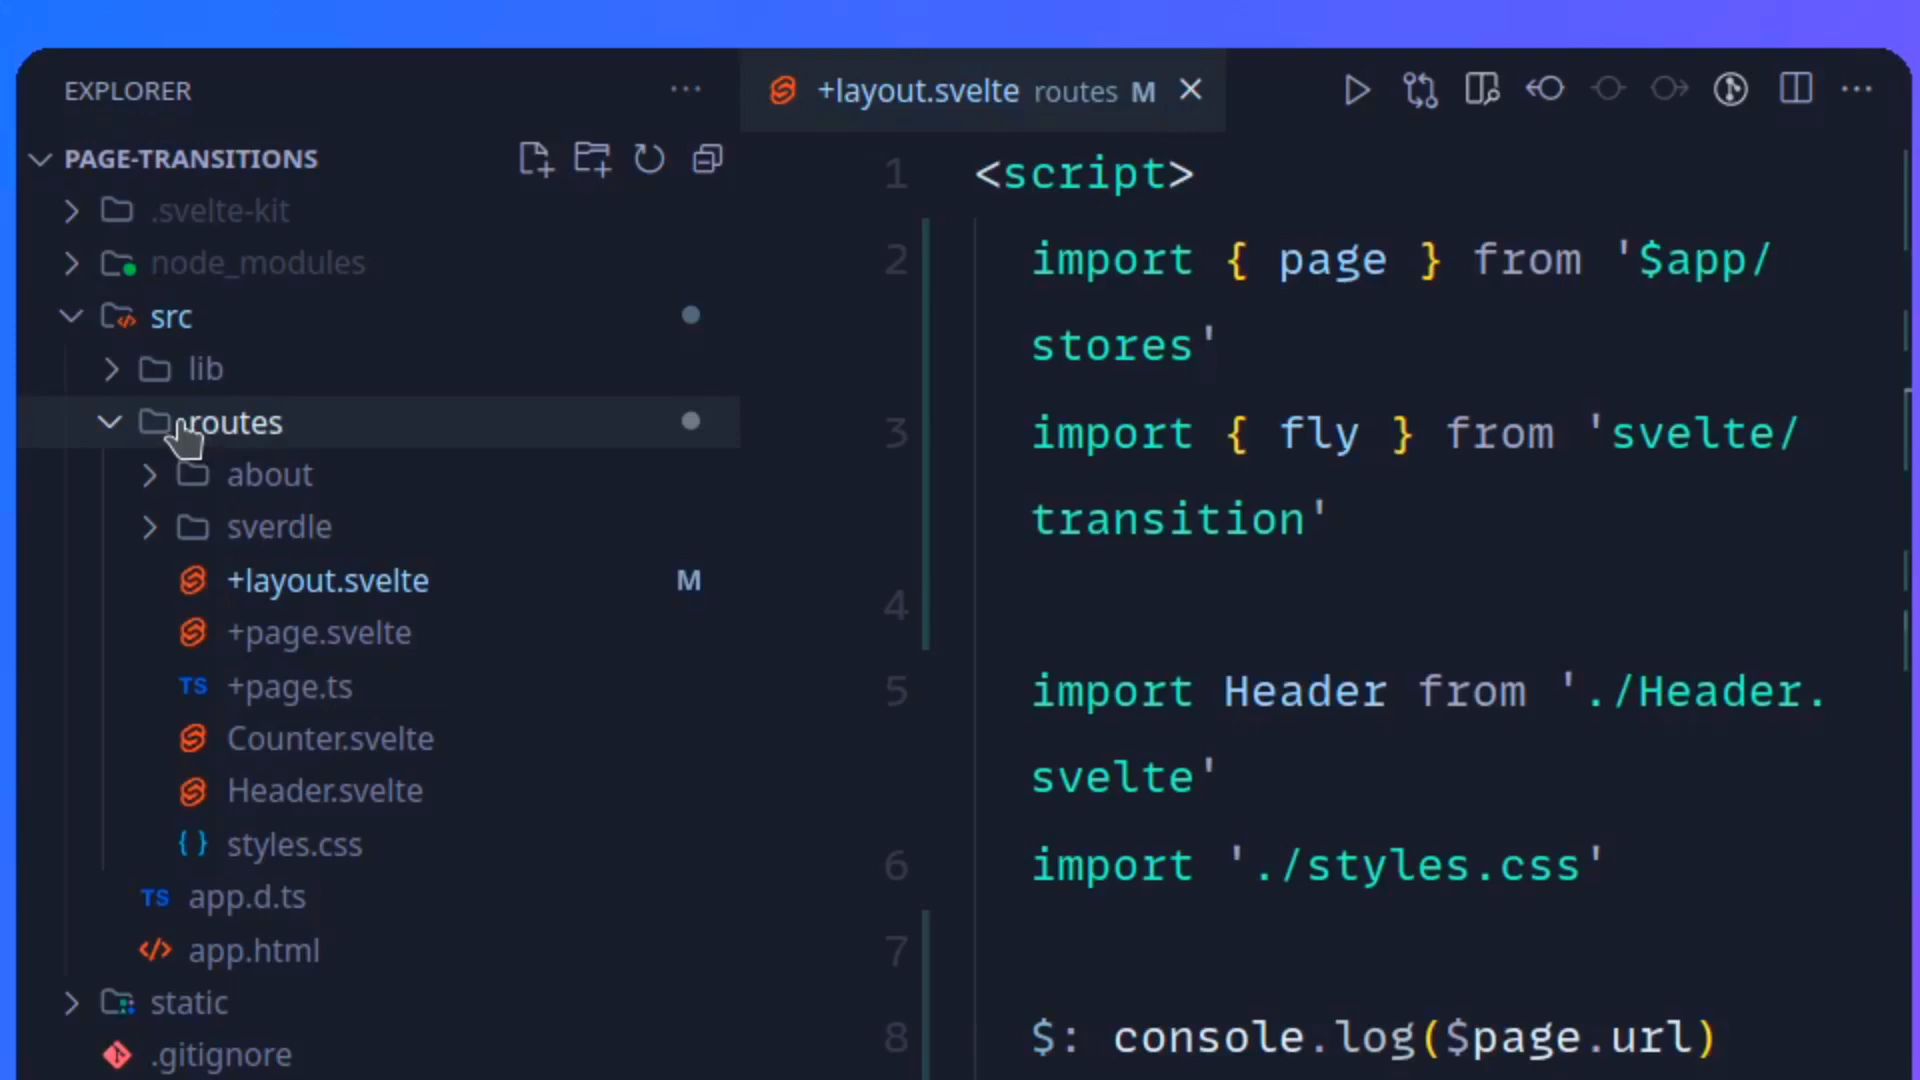 EXPLORER
PAGE-TRANSITIONS
.svelte-kit
node_modules
src
lib
routes
about
sverdle
+layout.svelte M
+page.svelte
TS +page.ts
Counter.svelte
Header.svelte
{ } styles.css
TS app.d.ts
</> app.html
static
.gitignore
+layout.svelte routes M
1 <script>
2 import { page } from '$app/
stores'
3 import { fly } from 'svelte/
transition'
4
5 import Header from './Header.
svelte'
6 import './styles.css'
7
8 $: console.log($page.url)